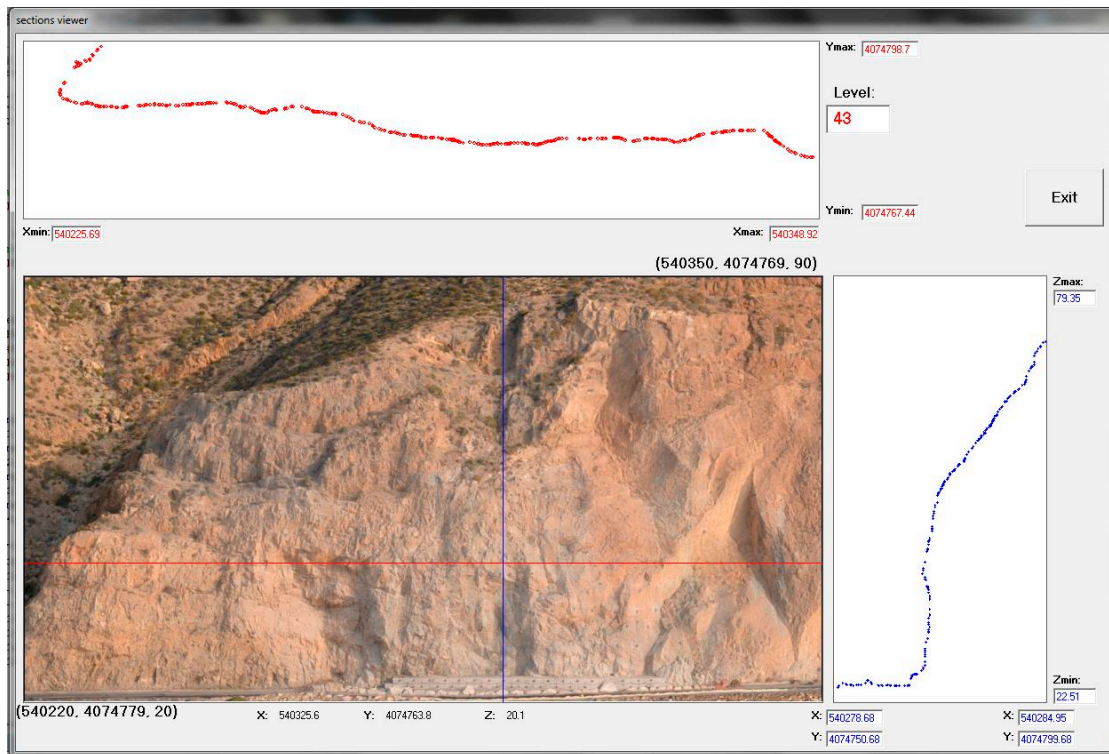 sections viewer
Ymax: 4074798.7
Level:
43
Exit
Ymin: 4074767.44
Xmin: 540225.69
Xmax: 540348.92
(540350, 4074769, 90)
Zmax:
79.35
Zmin:
22.51
(540220, 4074779, 20)
X: 540325.6 Y: 4074763.8 Z: 20.1
X: 540278.68 X: 540284.95
Y: 4074750.68 Y: 4074799.68